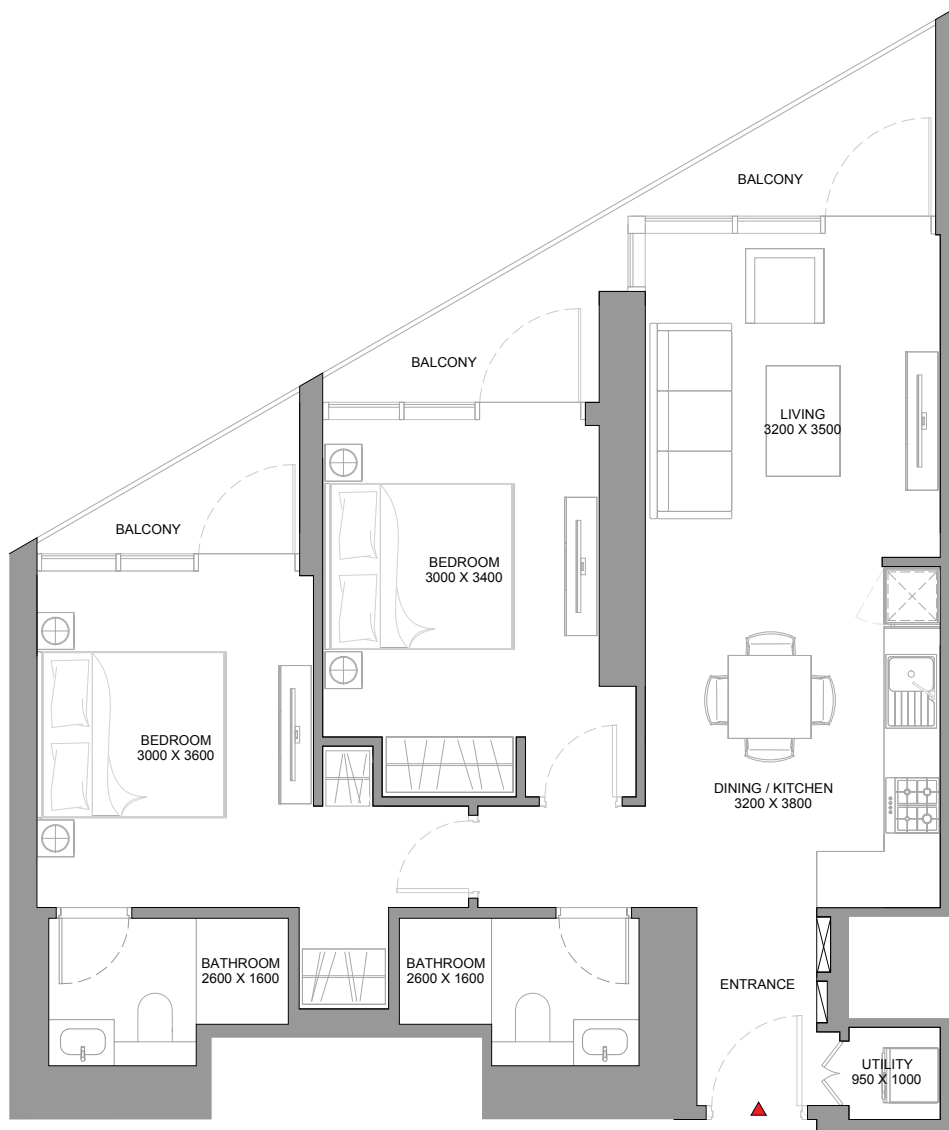 BALCONY
BALCONY
LIVING
3200 X 3500
BALCONY
BEDROOM
3000 X 3400
BEDROOM
3000 X 3600
DINING / KITCHEN
3200 X 3800
BATHROOM
2600 X 1600
BATHROOM
2600 X 1600
ENTRANCE
UTILITY
950 X 1000